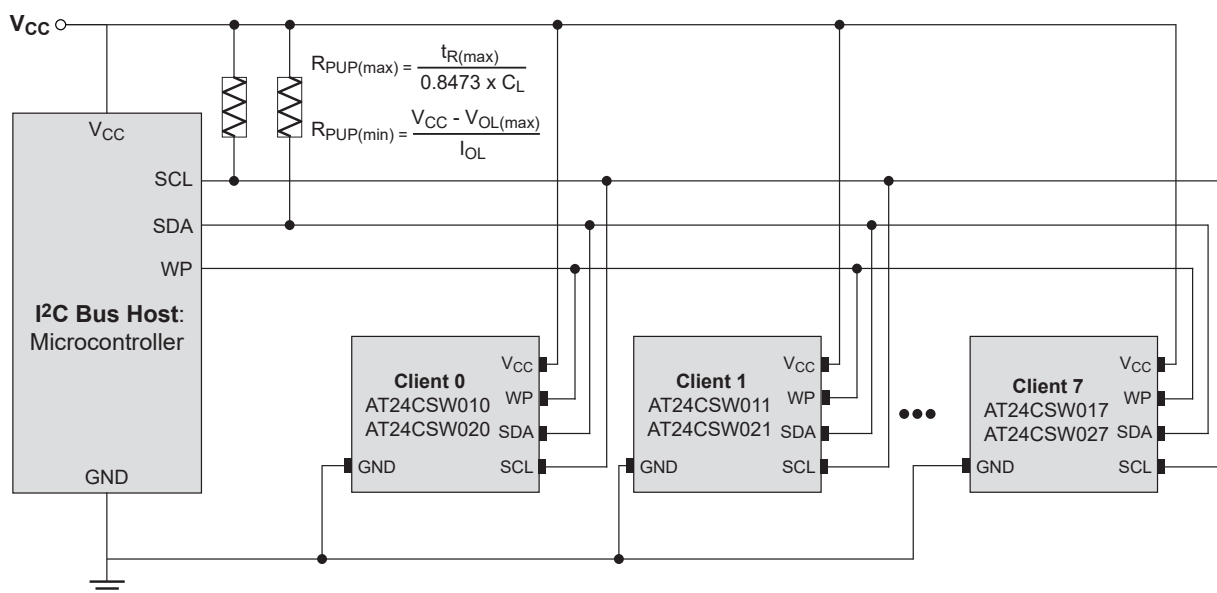 VCC
RPUP(max) = tR(max)
0.8473 x CL
RPUP(min) = VCC - VOL(max)
IOL
VCC
SCL
SDA
WP
I2C Bus Host:
Microcontroller
GND
Client 0
AT24CSW010
AT24CSW020
VCC
WP
SDA
SCL
GND
Client 1
AT24CSW011
AT24CSW021
VCC
WP
SDA
SCL
GND
Client 7
AT24CSW017
AT24CSW027
VCC
WP
SDA
SCL
GND